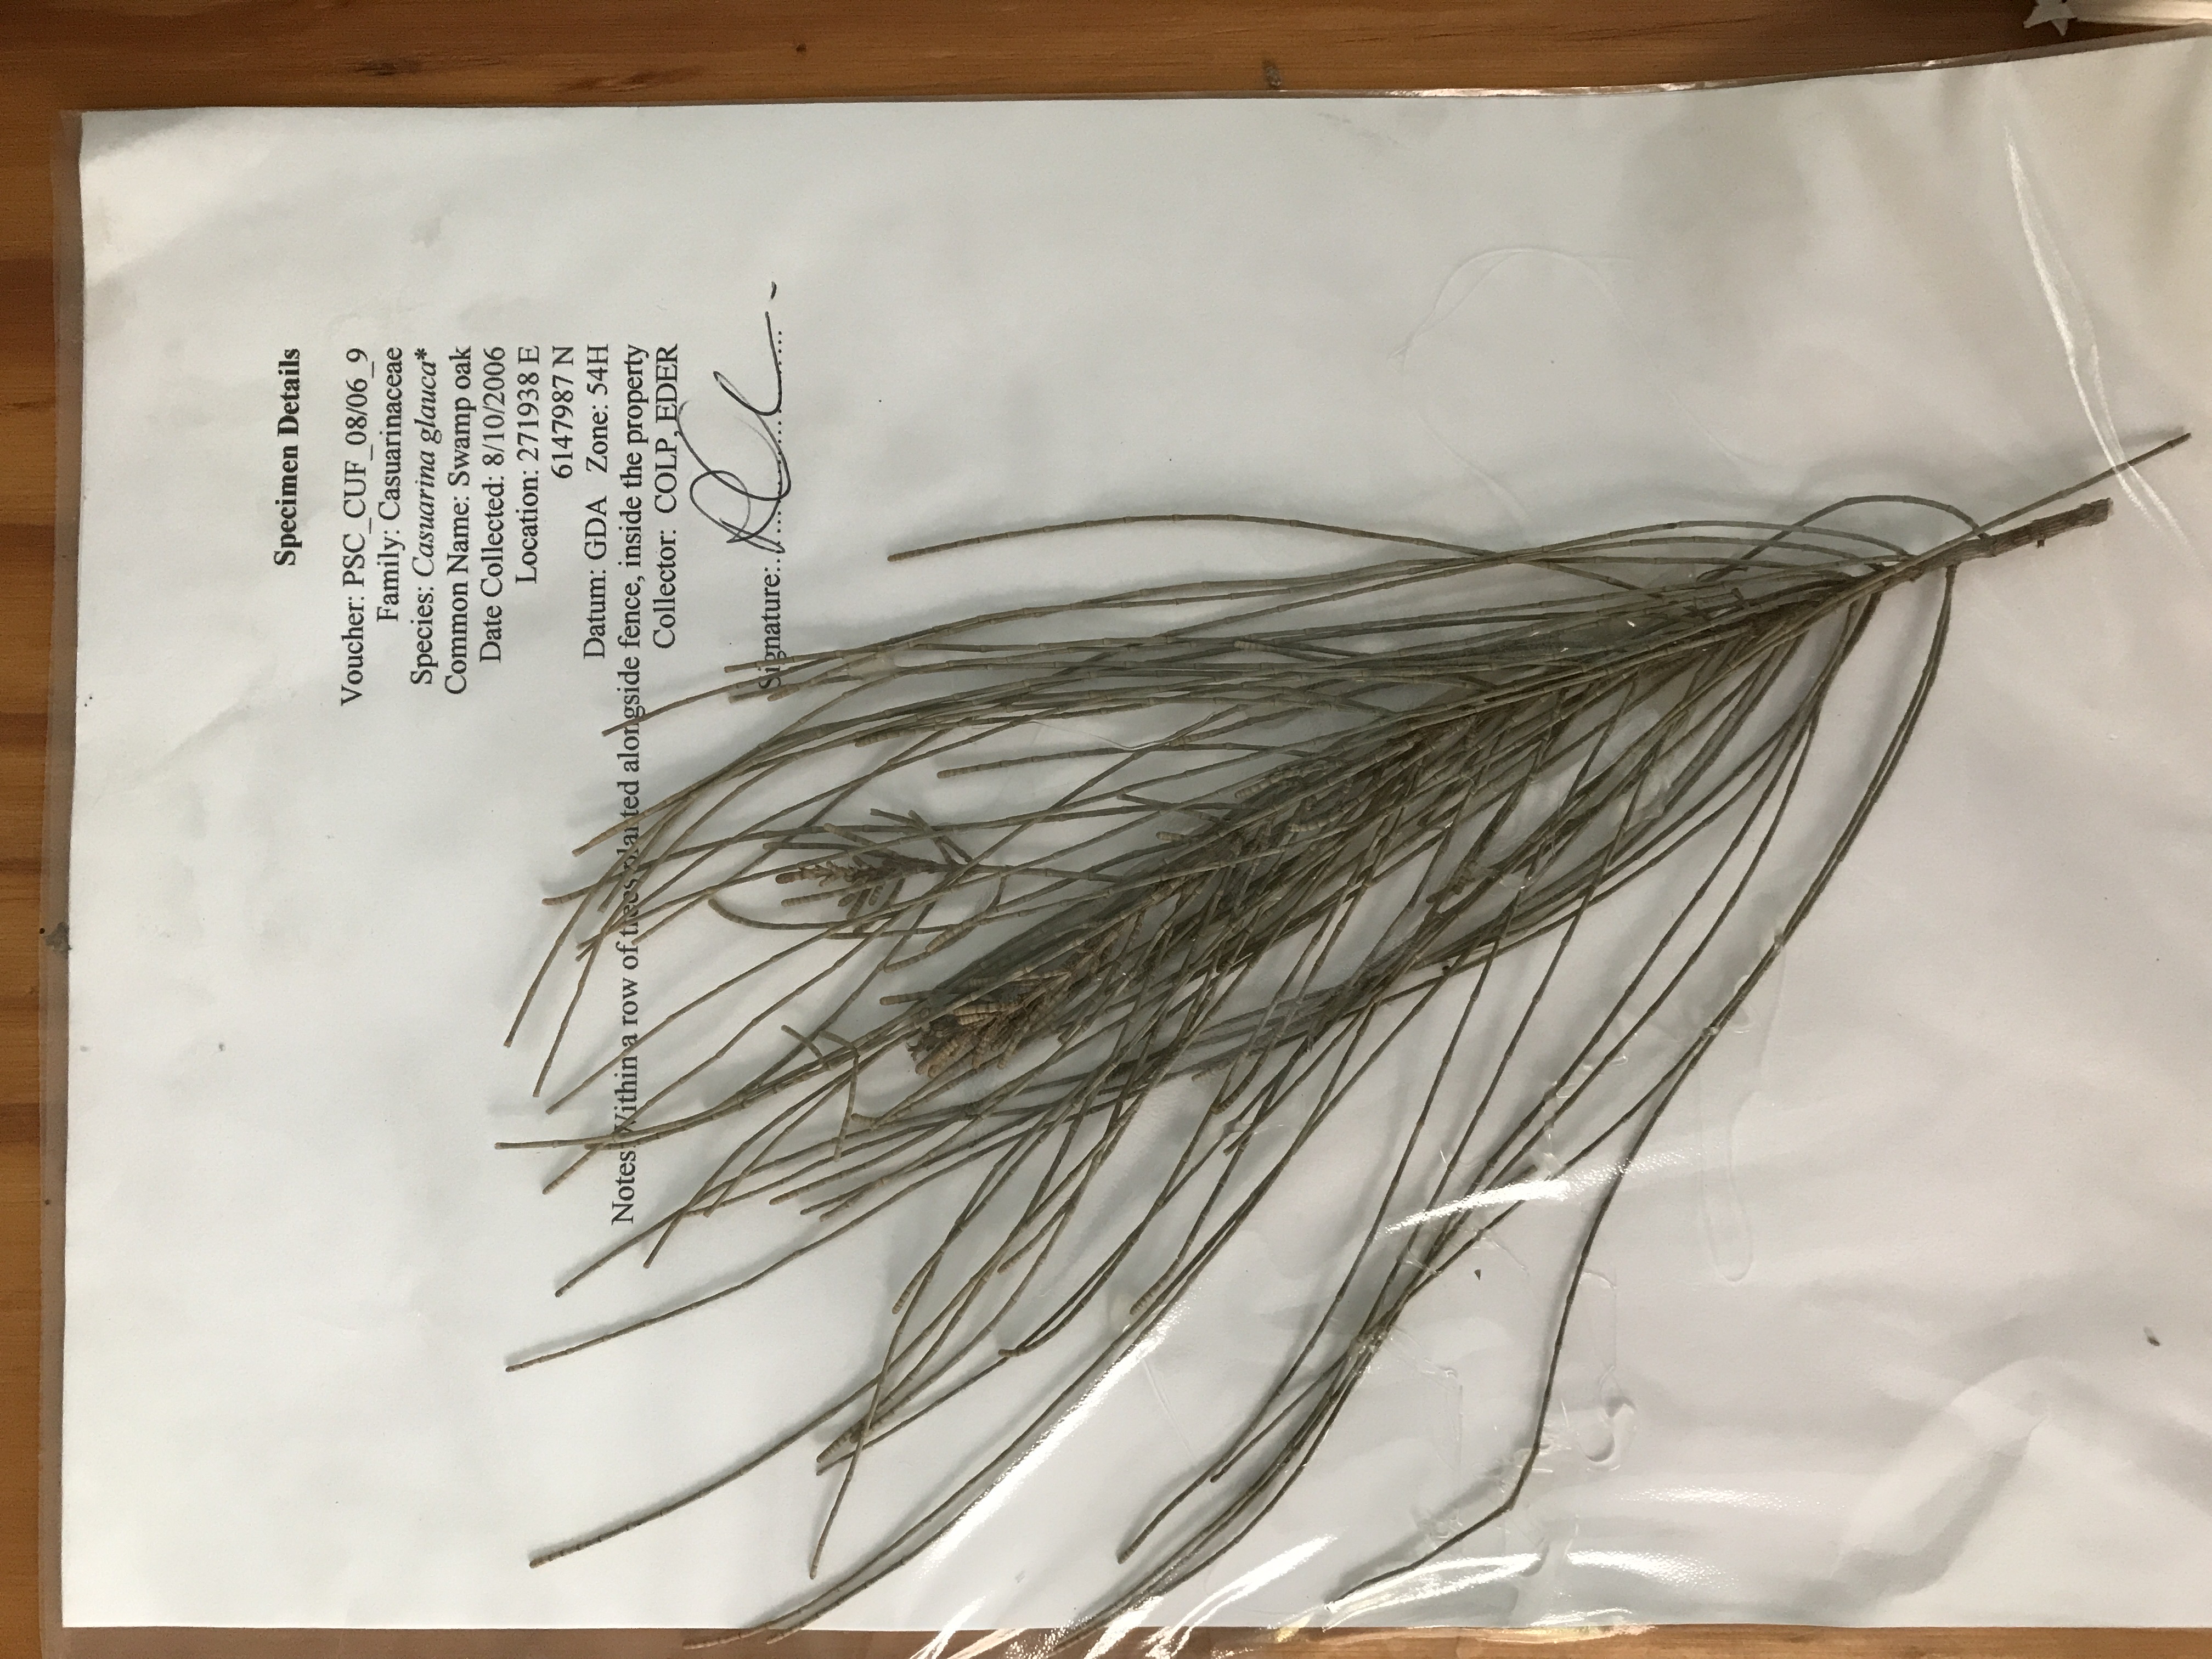 Specimen Details
Voucher: PSC_CUF_08/06_9
Family: Casuarinaceae
Species: Casuarina glauca*
Common Name: Swamp oak
Date Collected: 8/10/2006
Location: 271938 E
6147987 N
Datum: GDA Zone: 54H
Notes: Within a row of trees planted alongside fence, inside the property
Collector: COLP, EDER
Signature: